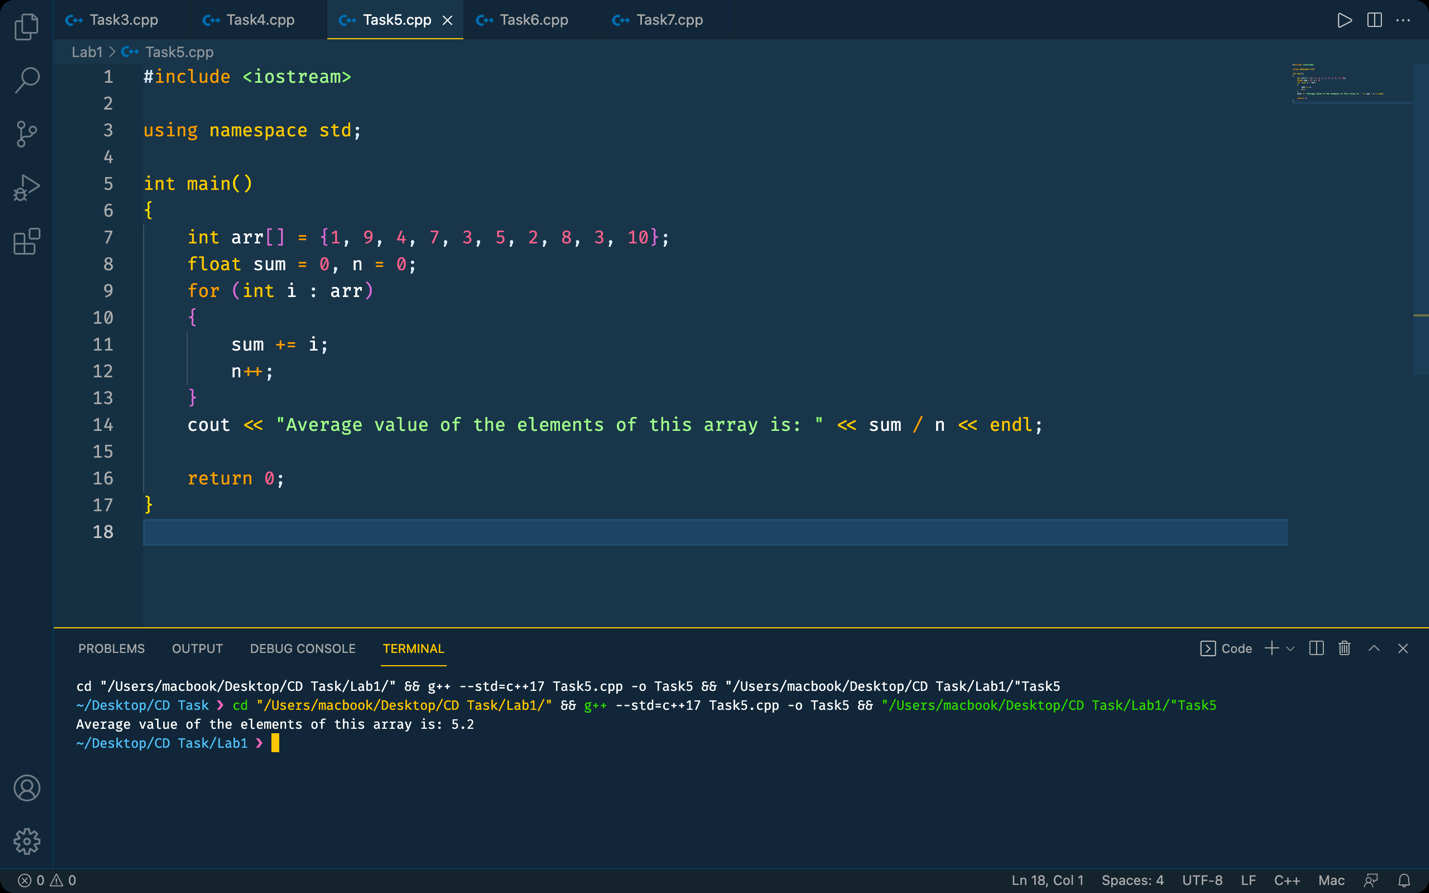 Task3.cpp Task4.cpp Task5.cpp Task6.cpp Task7.cpp
Lab1 > Task5.cpp
1 #include <iostream>
2
3 using namespace std;
4
5 int main()
6 {
7 int arr[] = {1, 9, 4, 7, 3, 5, 2, 8, 3, 10};
8 float sum = 0, n = 0;
9 for (int i : arr)
10 {
11 sum += i;
12 n++;
13 }
14 cout << "Average value of the elements of this array is: " << sum / n << endl;
15
16 return 0;
17 }
18
PROBLEMS OUTPUT DEBUG CONSOLE TERMINAL Code
cd "/Users/macbook/Desktop/CD Task/Lab1/" && g++ --std=c++17 Task5.cpp -o Task5 && "/Users/macbook/Desktop/CD Task/Lab1/"Task5
~/Desktop/CD Task ❯ cd "/Users/macbook/Desktop/CD Task/Lab1/" && g++ --std=c++17 Task5.cpp -o Task5 && "/Users/macbook/Desktop/CD Task/Lab1/"Task5
Average value of the elements of this array is: 5.2
~/Desktop/CD Task/Lab1 ❯
0 0 Ln 18, Col 1 Spaces: 4 UTF-8 LF C++ Mac